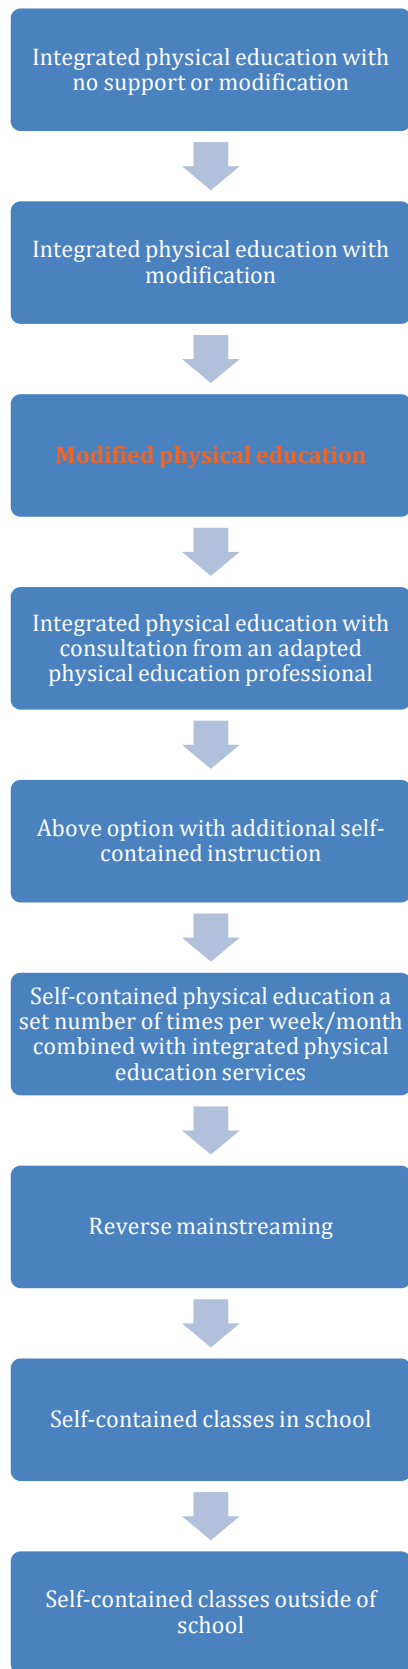 Integrated physical education with
no support or modification
Integrated physical education with
modification
Modified physical education
Integrated physical education with
consultation from an adapted
physical education professional
Above option with additional self-
contained instruction
Self-contained physical education a
set number of times per week/month
combined with integrated physical
education services
Reverse mainstreaming
Self-contained classes in school
Self-contained classes outside of
school